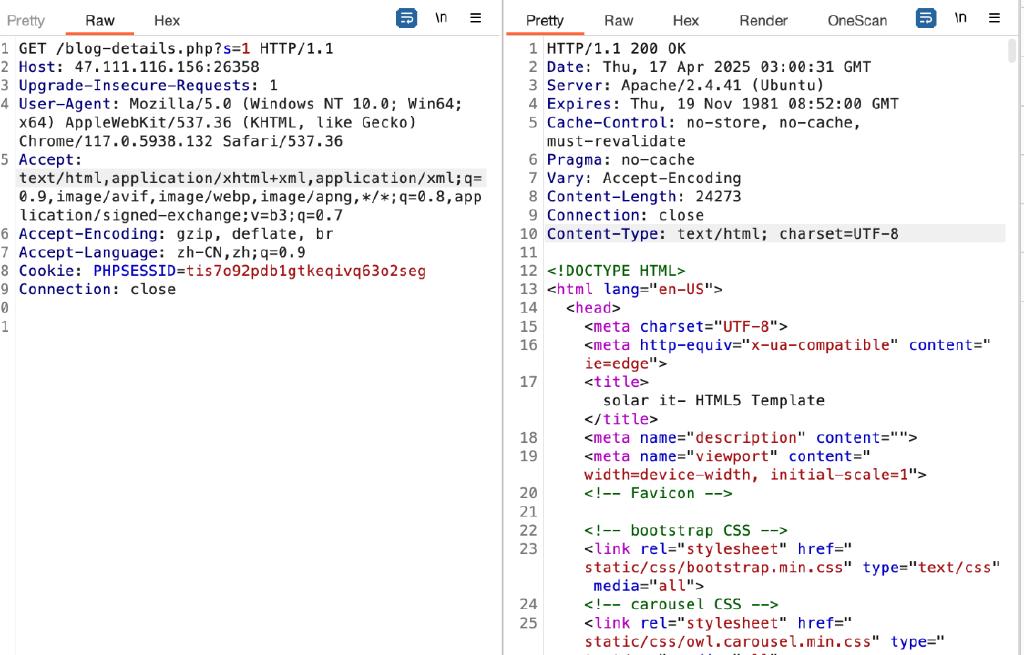 Pretty Raw Hex \n ≡
1 GET /blog-details.php?s=1 HTTP/1.1
2 Host: 47.111.116.156:26358
3 Upgrade-Insecure-Requests: 1
4 User-Agent: Mozilla/5.0 (Windows NT 10.0; Win64;
x64) AppleWebKit/537.36 (KHTML, like Gecko)
Chrome/117.0.5938.132 Safari/537.36
5 Accept:
text/html,application/xhtml+xml,application/xml;q=
0.9,image/avif,image/webp,image/apng,*/*;q=0.8,app
lication/signed-exchange;v=b3;q=0.7
6 Accept-Encoding: gzip, deflate, br
7 Accept-Language: zh-CN,zh;q=0.9
8 Cookie: PHPSESSID=tis7o92pdb1gtkeqivq63o2seg
9 Connection: close
0
1
Pretty Raw Hex Render OneScan \n ≡
1 HTTP/1.1 200 OK
2 Date: Thu, 17 Apr 2025 03:00:31 GMT
3 Server: Apache/2.4.41 (Ubuntu)
4 Expires: Thu, 19 Nov 1981 08:52:00 GMT
5 Cache-Control: no-store, no-cache,
must-revalidate
6 Pragma: no-cache
7 Vary: Accept-Encoding
8 Content-Length: 24273
9 Connection: close
10 Content-Type: text/html; charset=UTF-8
11
12 <!DOCTYPE HTML>
13 <html lang="en-US">
14 <head>
15 <meta charset="UTF-8">
16 <meta http-equiv="x-ua-compatible" content="
ie=edge">
17 <title>
solar it- HTML5 Template
</title>
18 <meta name="description" content="">
19 <meta name="viewport" content="
width=device-width, initial-scale=1">
20 <!-- Favicon -->
21
22 <!-- bootstrap CSS -->
23 <link rel="stylesheet" href="
static/css/bootstrap.min.css" type="text/css"
media="all">
24 <!-- carousel CSS -->
25 <link rel="stylesheet" href="
static/css/owl.carousel.min.css" type="